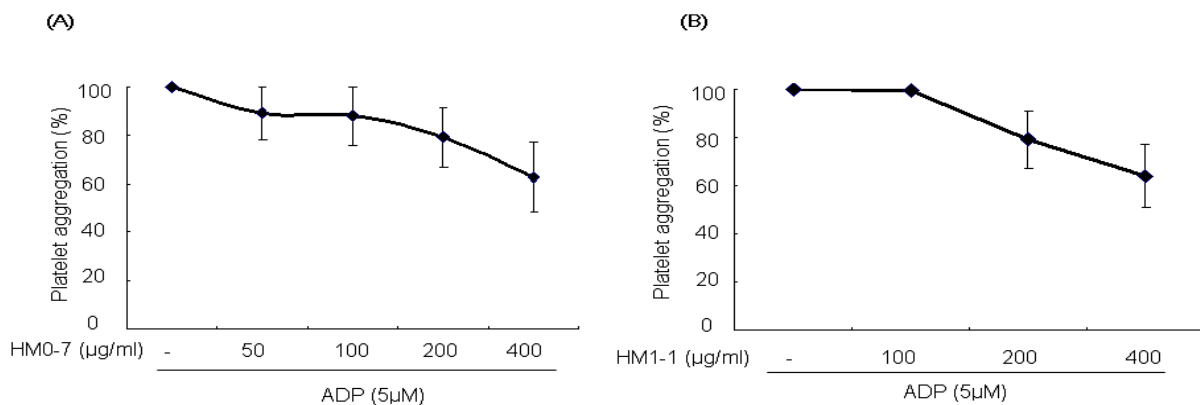 (A)
100
80
60
40
20
0
Platelet aggregation (%)
HM0-7 (µg/ml) - 50 100 200 400
ADP (5µM)
(B)
100
80
60
40
20
0
Platelet aggregation (%)
HM1-1 (µg/ml) - 100 200 400
ADP (5µM)